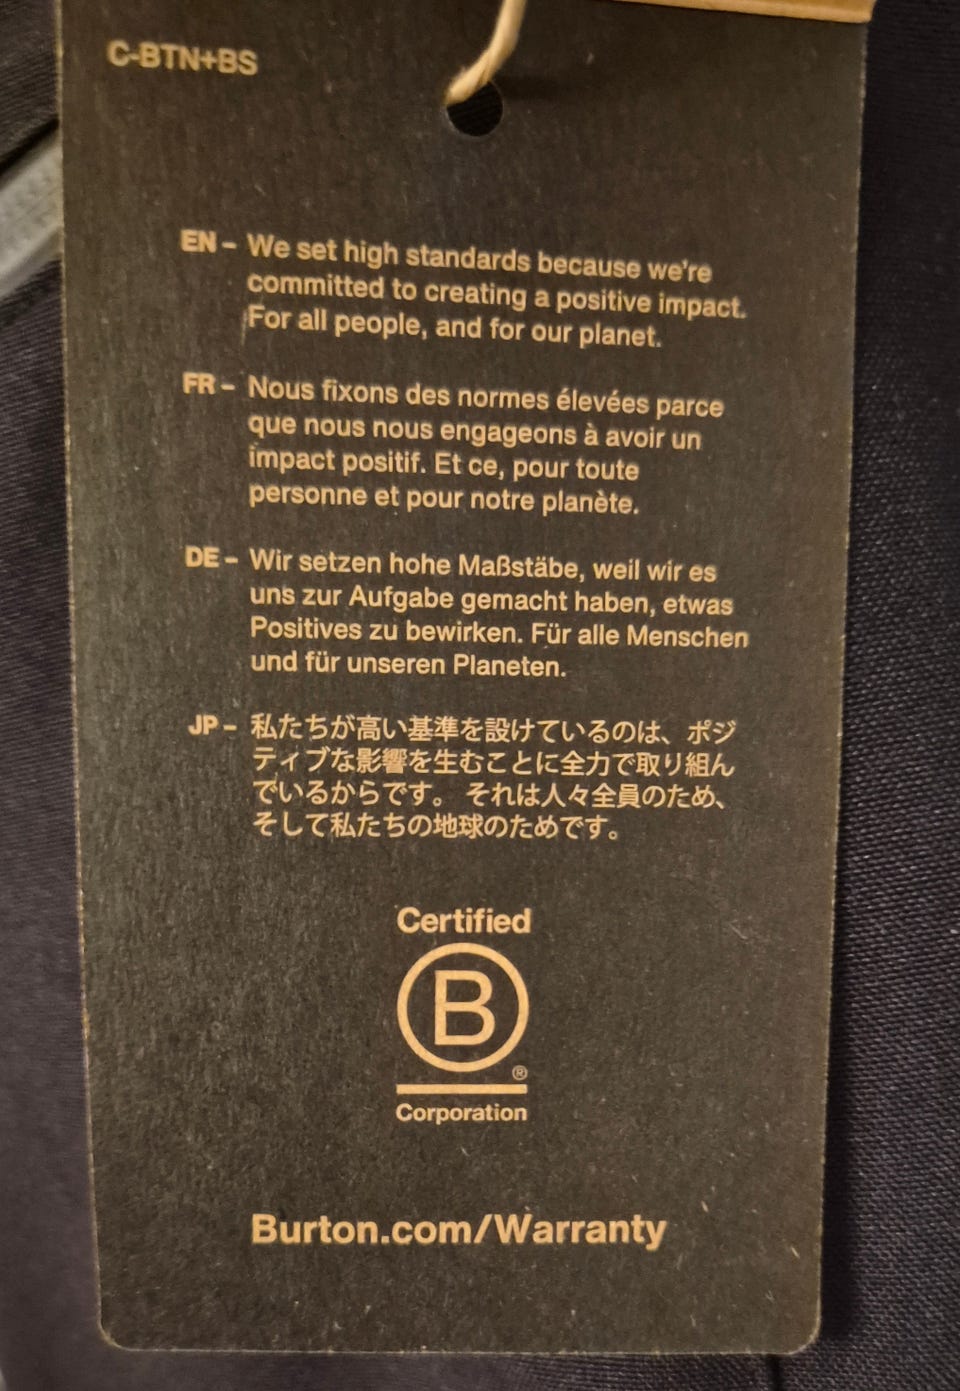 C-BTN+BS
EN – We set high standards because we're
committed to creating a positive impact.
For all people, and for our planet.
FR – Nous fixons des normes élevées parce
que nous nous engageons à avoir un
impact positif. Et ce, pour toute
personne et pour notre planète.
DE – Wir setzen hohe Maßstäbe, weil wir es
uns zur Aufgabe gemacht haben, etwas
Positives zu bewirken. Für alle Menschen
und für unseren Planeten.
JP – 私たちが高い基準を設けているのは、ポジ
ティブな影響を生むことに全力で取り組ん
でいるからです。 それは人々全員のため、
そして私たちの地球のためです。
Certified
B
®
Corporation
Burton.com/Warranty